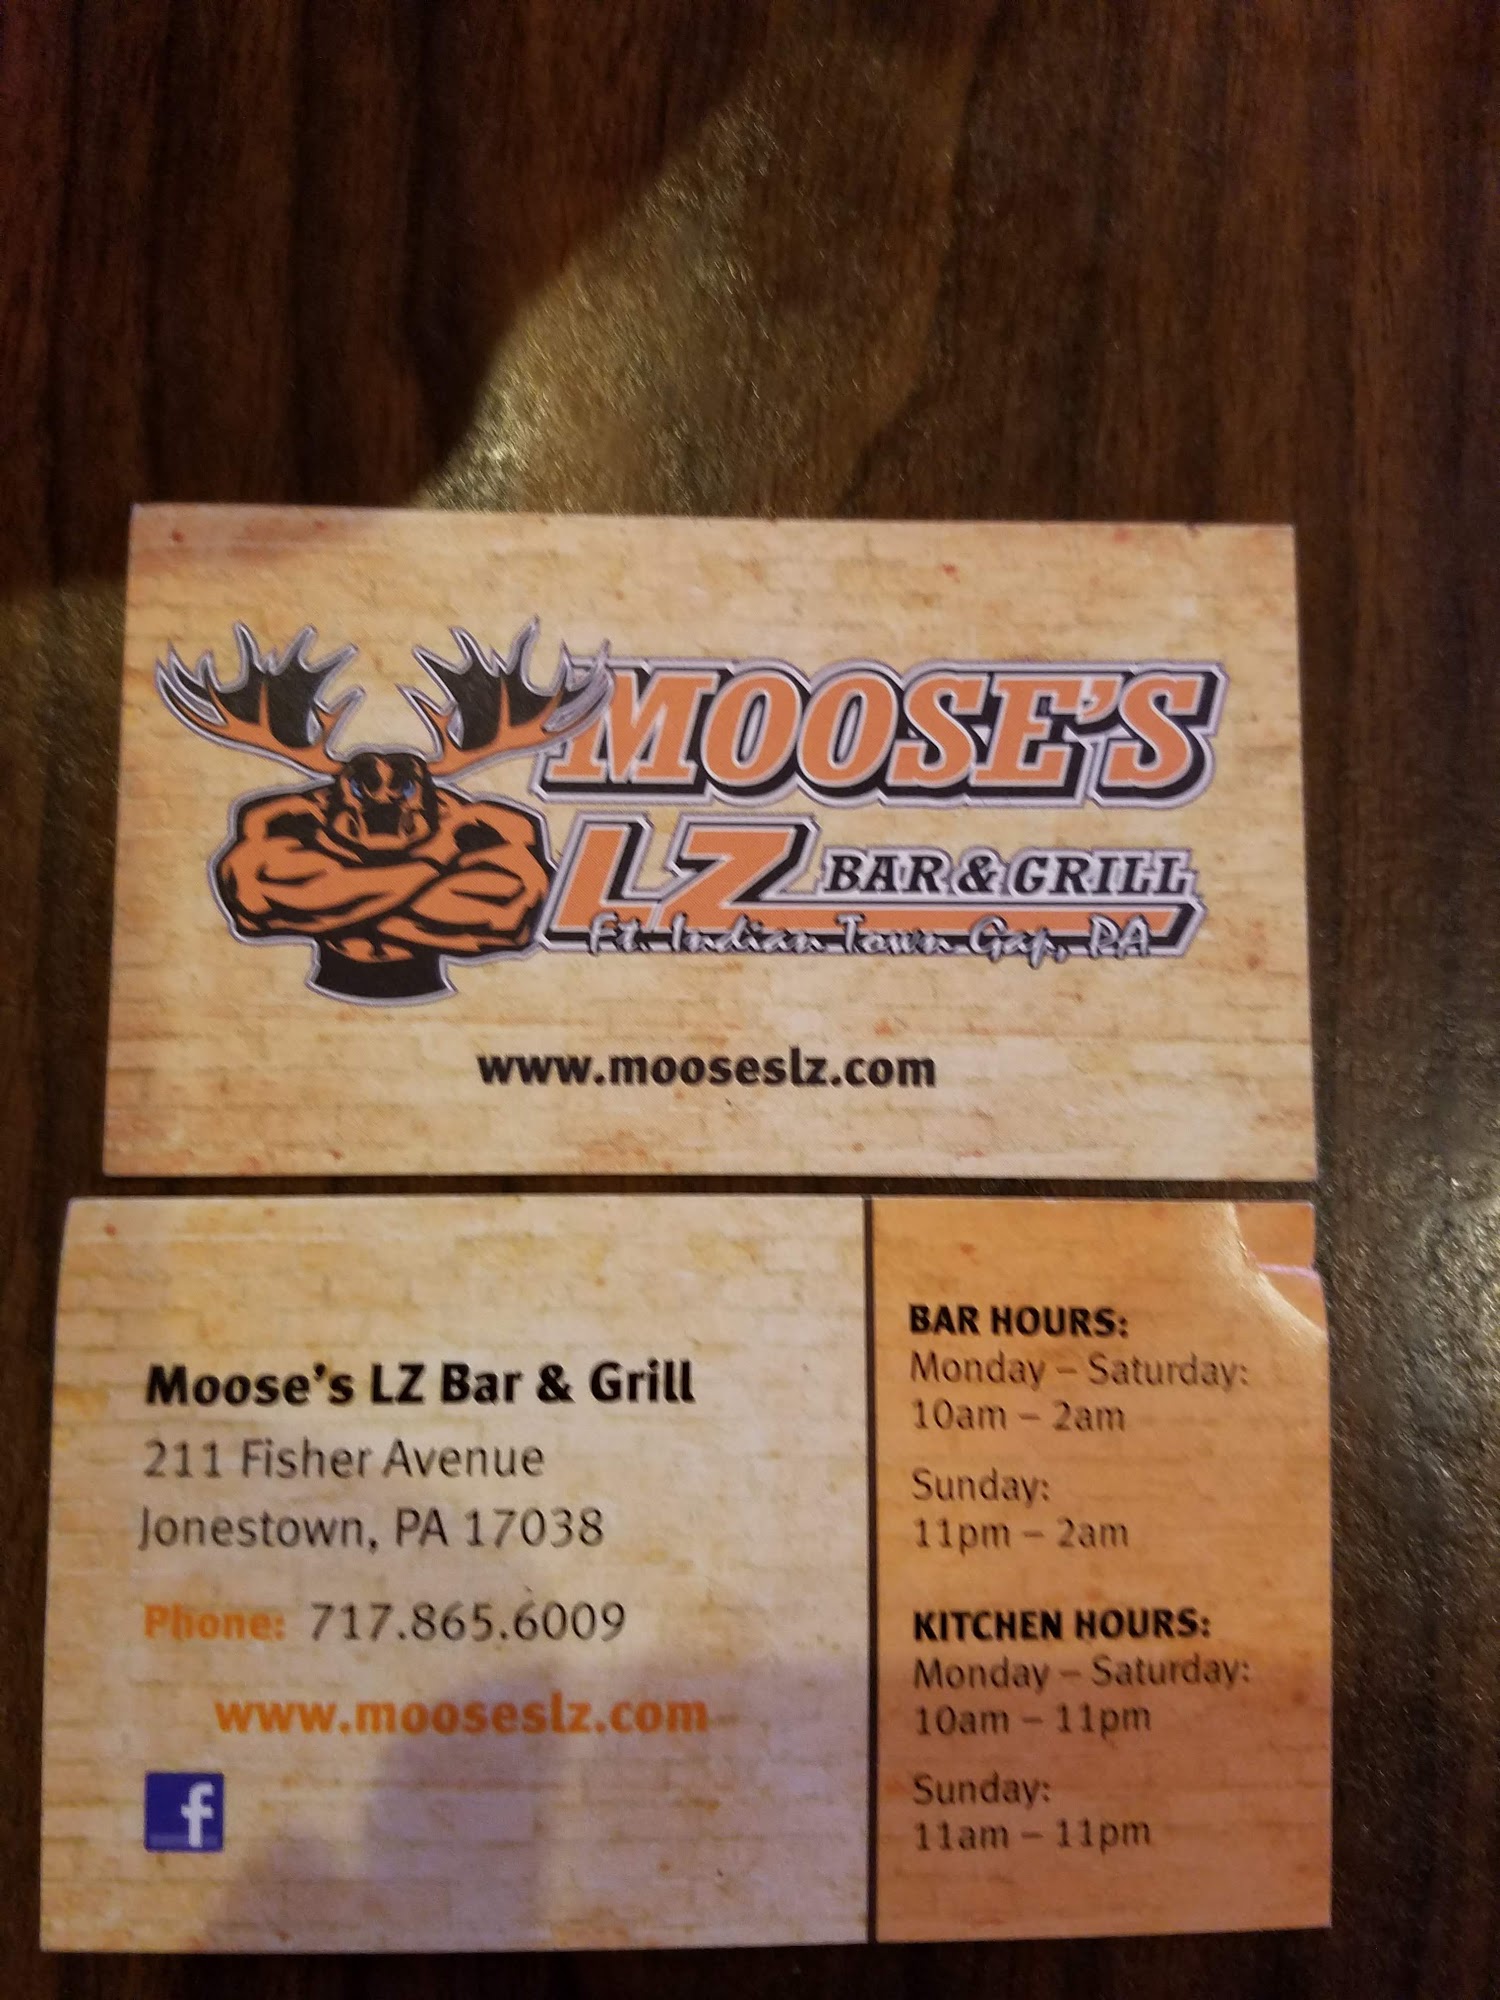 MOOSE'S
LZ BAR & GRILL
Ft. Indian Town Gap, PA
www.mooseslz.com
Moose's LZ Bar & Grill
211 Fisher Avenue
Jonestown, PA 17038
Phone: 717.865.6009
www.mooseslz.com
f
BAR HOURS:
Monday – Saturday:
10am – 2am
Sunday:
11pm – 2am
KITCHEN HOURS:
Monday – Saturday:
10am – 11pm
Sunday:
11am – 11pm